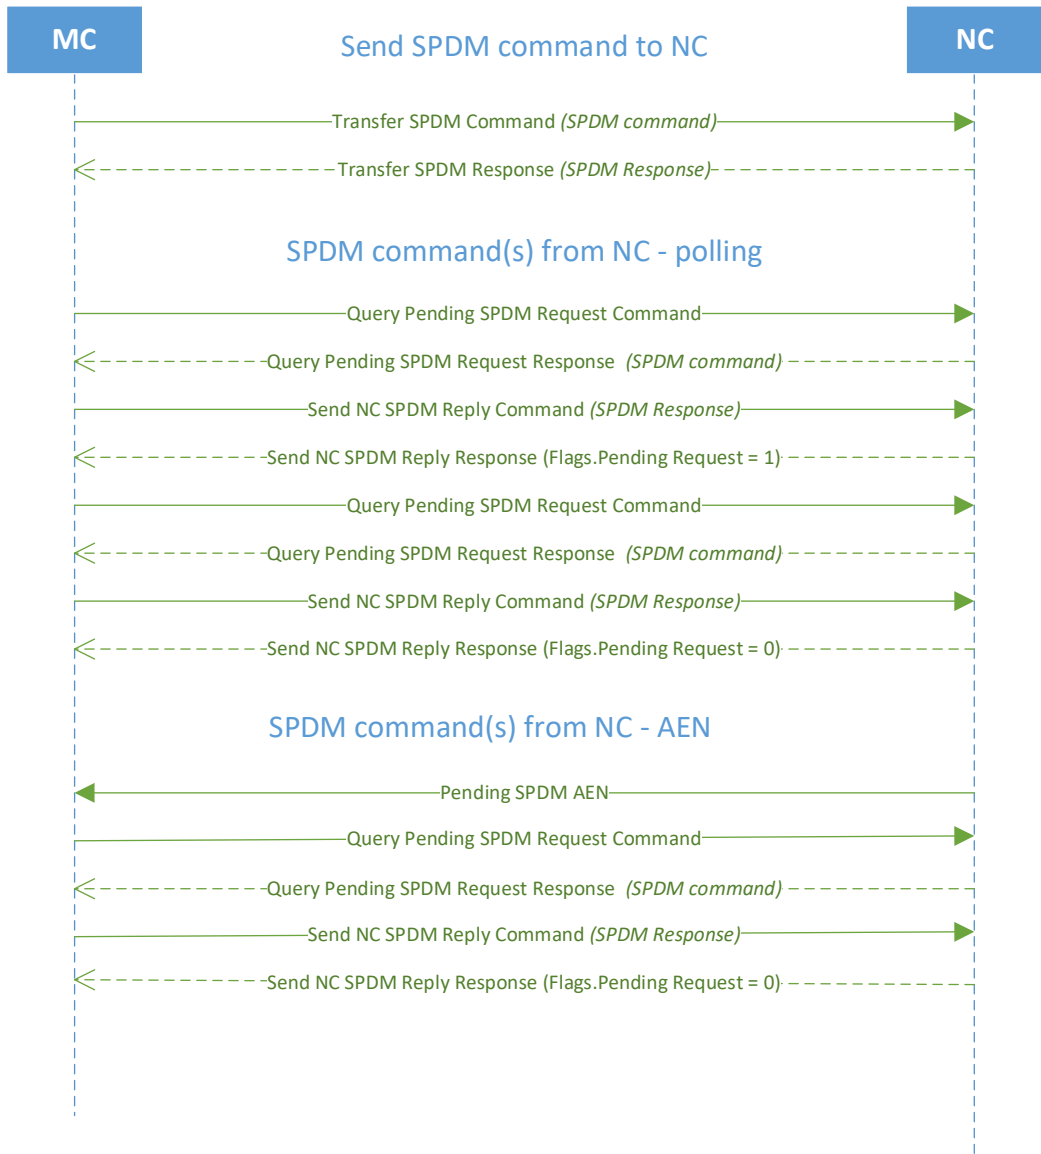 MC
Send SPDM command to NC
NC
Transfer SPDM Command (SPDM command)
Transfer SPDM Response (SPDM Response)
SPDM command(s) from NC - polling
Query Pending SPDM Request Command
Query Pending SPDM Request Response (SPDM command)
Send NC SPDM Reply Command (SPDM Response)
Send NC SPDM Reply Response (Flags.Pending Request = 1)
Query Pending SPDM Request Command
Query Pending SPDM Request Response (SPDM command)
Send NC SPDM Reply Command (SPDM Response)
Send NC SPDM Reply Response (Flags.Pending Request = 0)
SPDM command(s) from NC - AEN
Pending SPDM AEN
Query Pending SPDM Request Command
Query Pending SPDM Request Response (SPDM command)
Send NC SPDM Reply Command (SPDM Response)
Send NC SPDM Reply Response (Flags.Pending Request = 0)